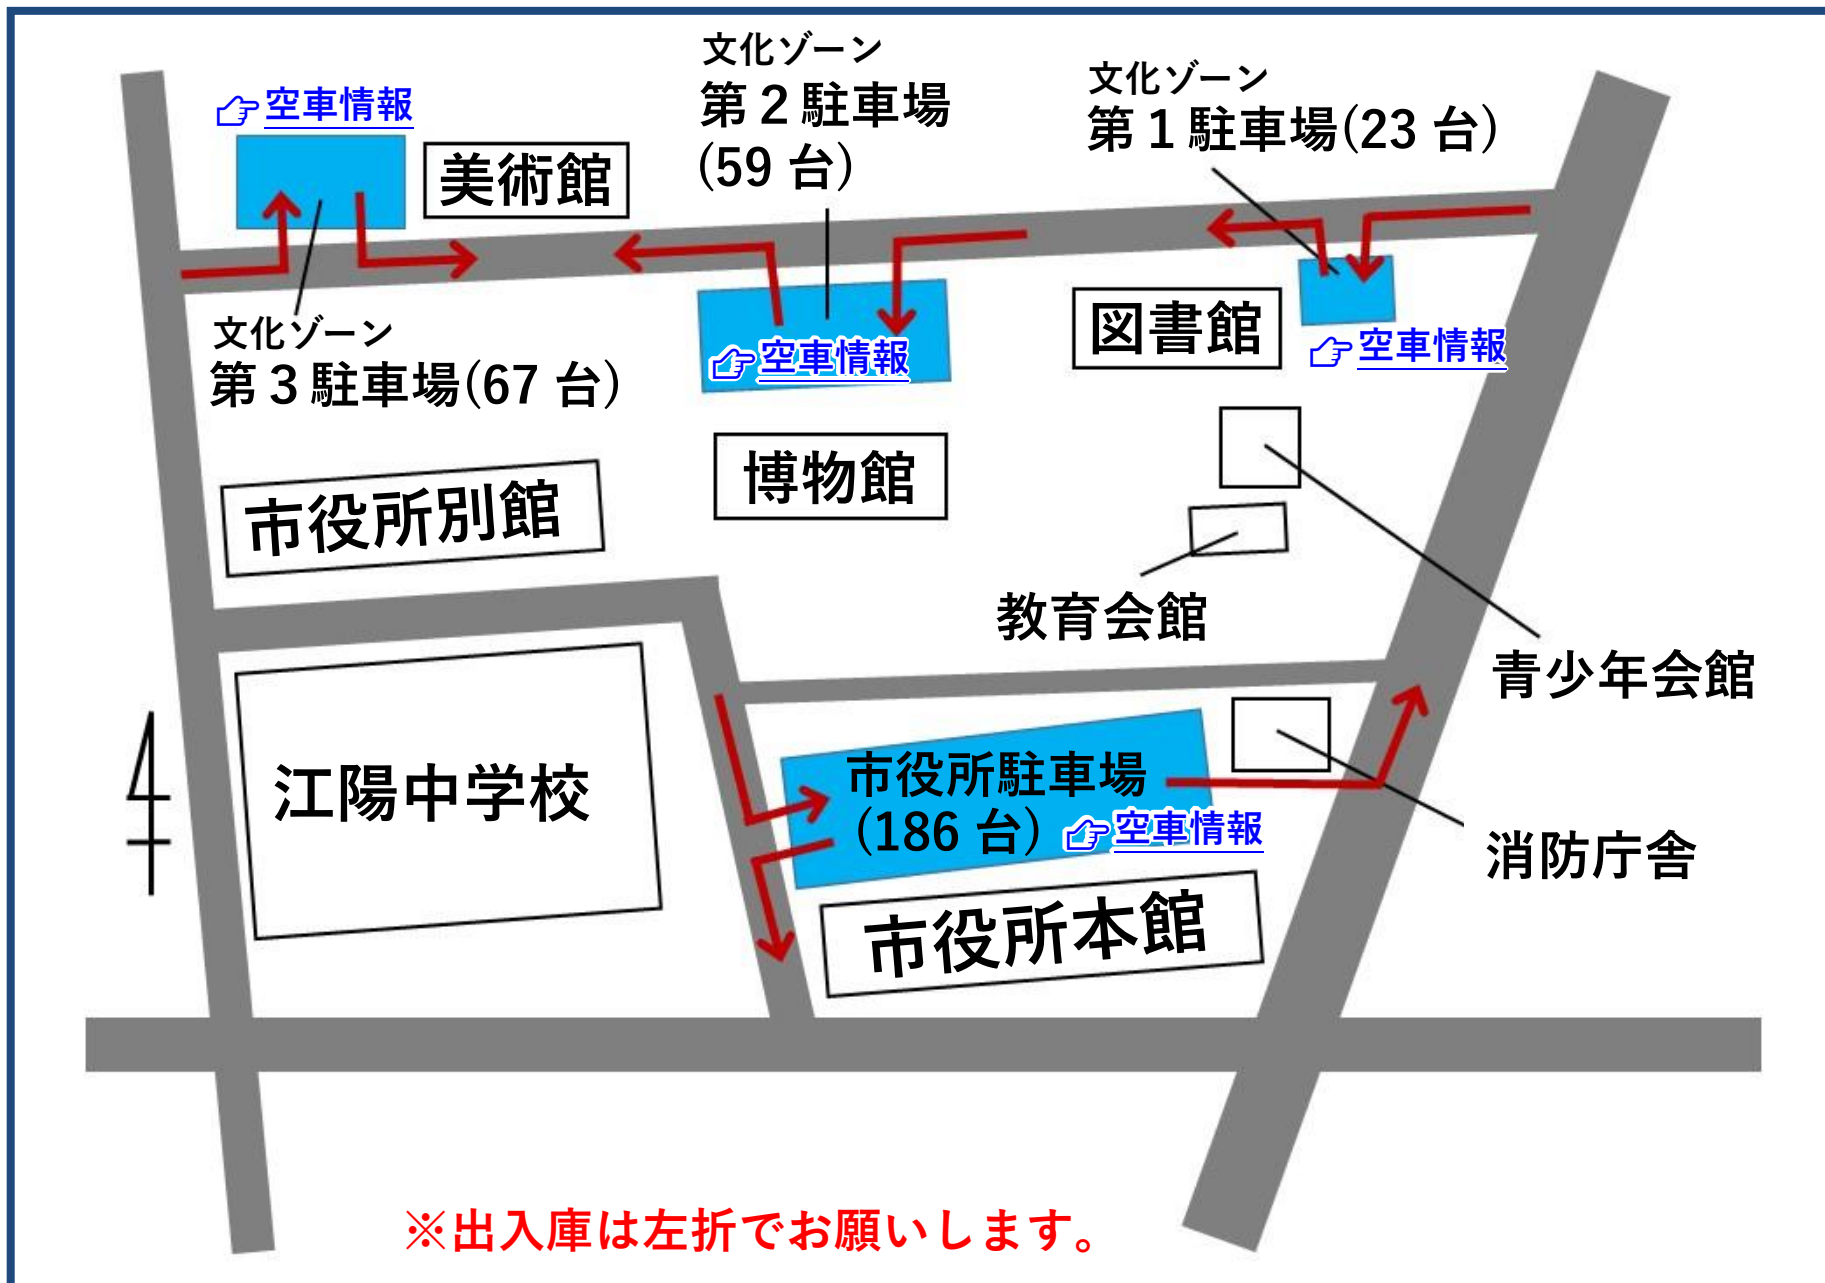 文化ゾーン
第2駐車場
(59 台)
文化ゾーン
第1駐車場(23 台)
空車情報
美術館
文化ゾーン
第3駐車場(67 台)
空車情報
図書館
空車情報
市役所別館
博物館
教育会館
青少年会館
江陽中学校
市役所駐車場
(186 台)
空車情報
消防庁舎
市役所本館
※出入庫は左折でお願いします。